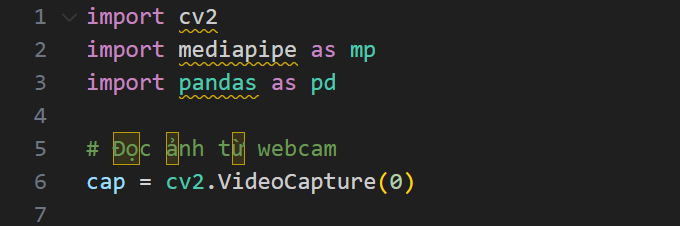 1 import cv2
2 import mediapipe as mp
3 import pandas as pd
4
5 # Đọc ảnh từ webcam
6 cap = cv2.VideoCapture(0)
7